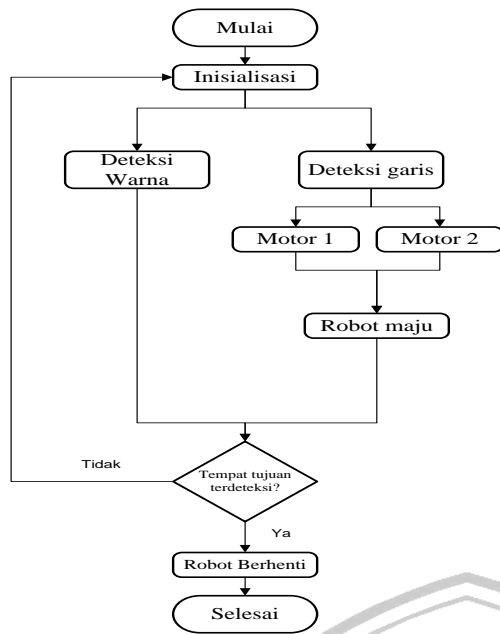 Mulai
Inisialisasi
Deteksi
Warna
Deteksi garis
Motor 1
Motor 2
Robot maju
Tidak
Tempat tujuan
terdeteksi?
Ya
Robot Berhenti
Selesai